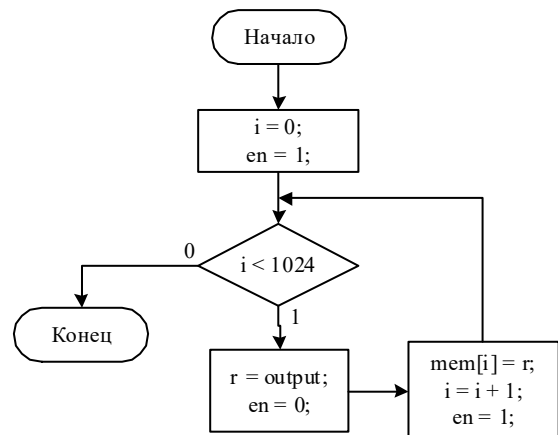 Начало
i = 0;
en = 1;
i < 1024
0
1
Конец
r = output;
en = 0;
mem[i] = r;
i = i + 1;
en = 1;